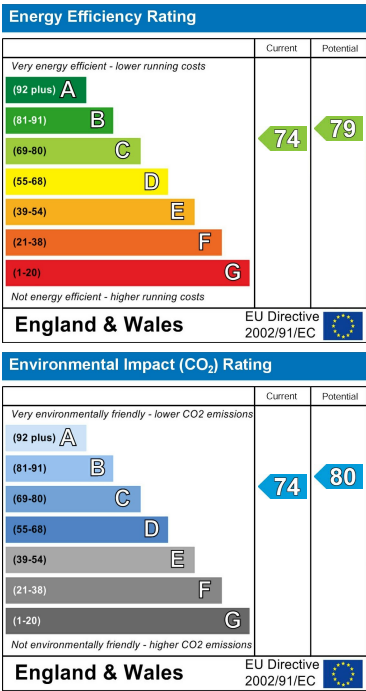 Energy Efficiency Rating
Current Potential
Very energy efficient - lower running costs
(92 plus) A
(81-91) B
(69-80) C
(55-68) D
(39-54) E
(21-38) F
(1-20) G
74 79
Not energy efficient - higher running costs
England & Wales
EU Directive
2002/91/EC
Environmental Impact (CO₂) Rating
Current Potential
Very environmentally friendly - lower CO2 emissions
(92 plus) A
(81-91) B
(69-80) C
(55-68) D
(39-54) E
(21-38) F
(1-20) G
74 80
Not environmentally friendly - higher CO2 emissions
England & Wales
EU Directive
2002/91/EC